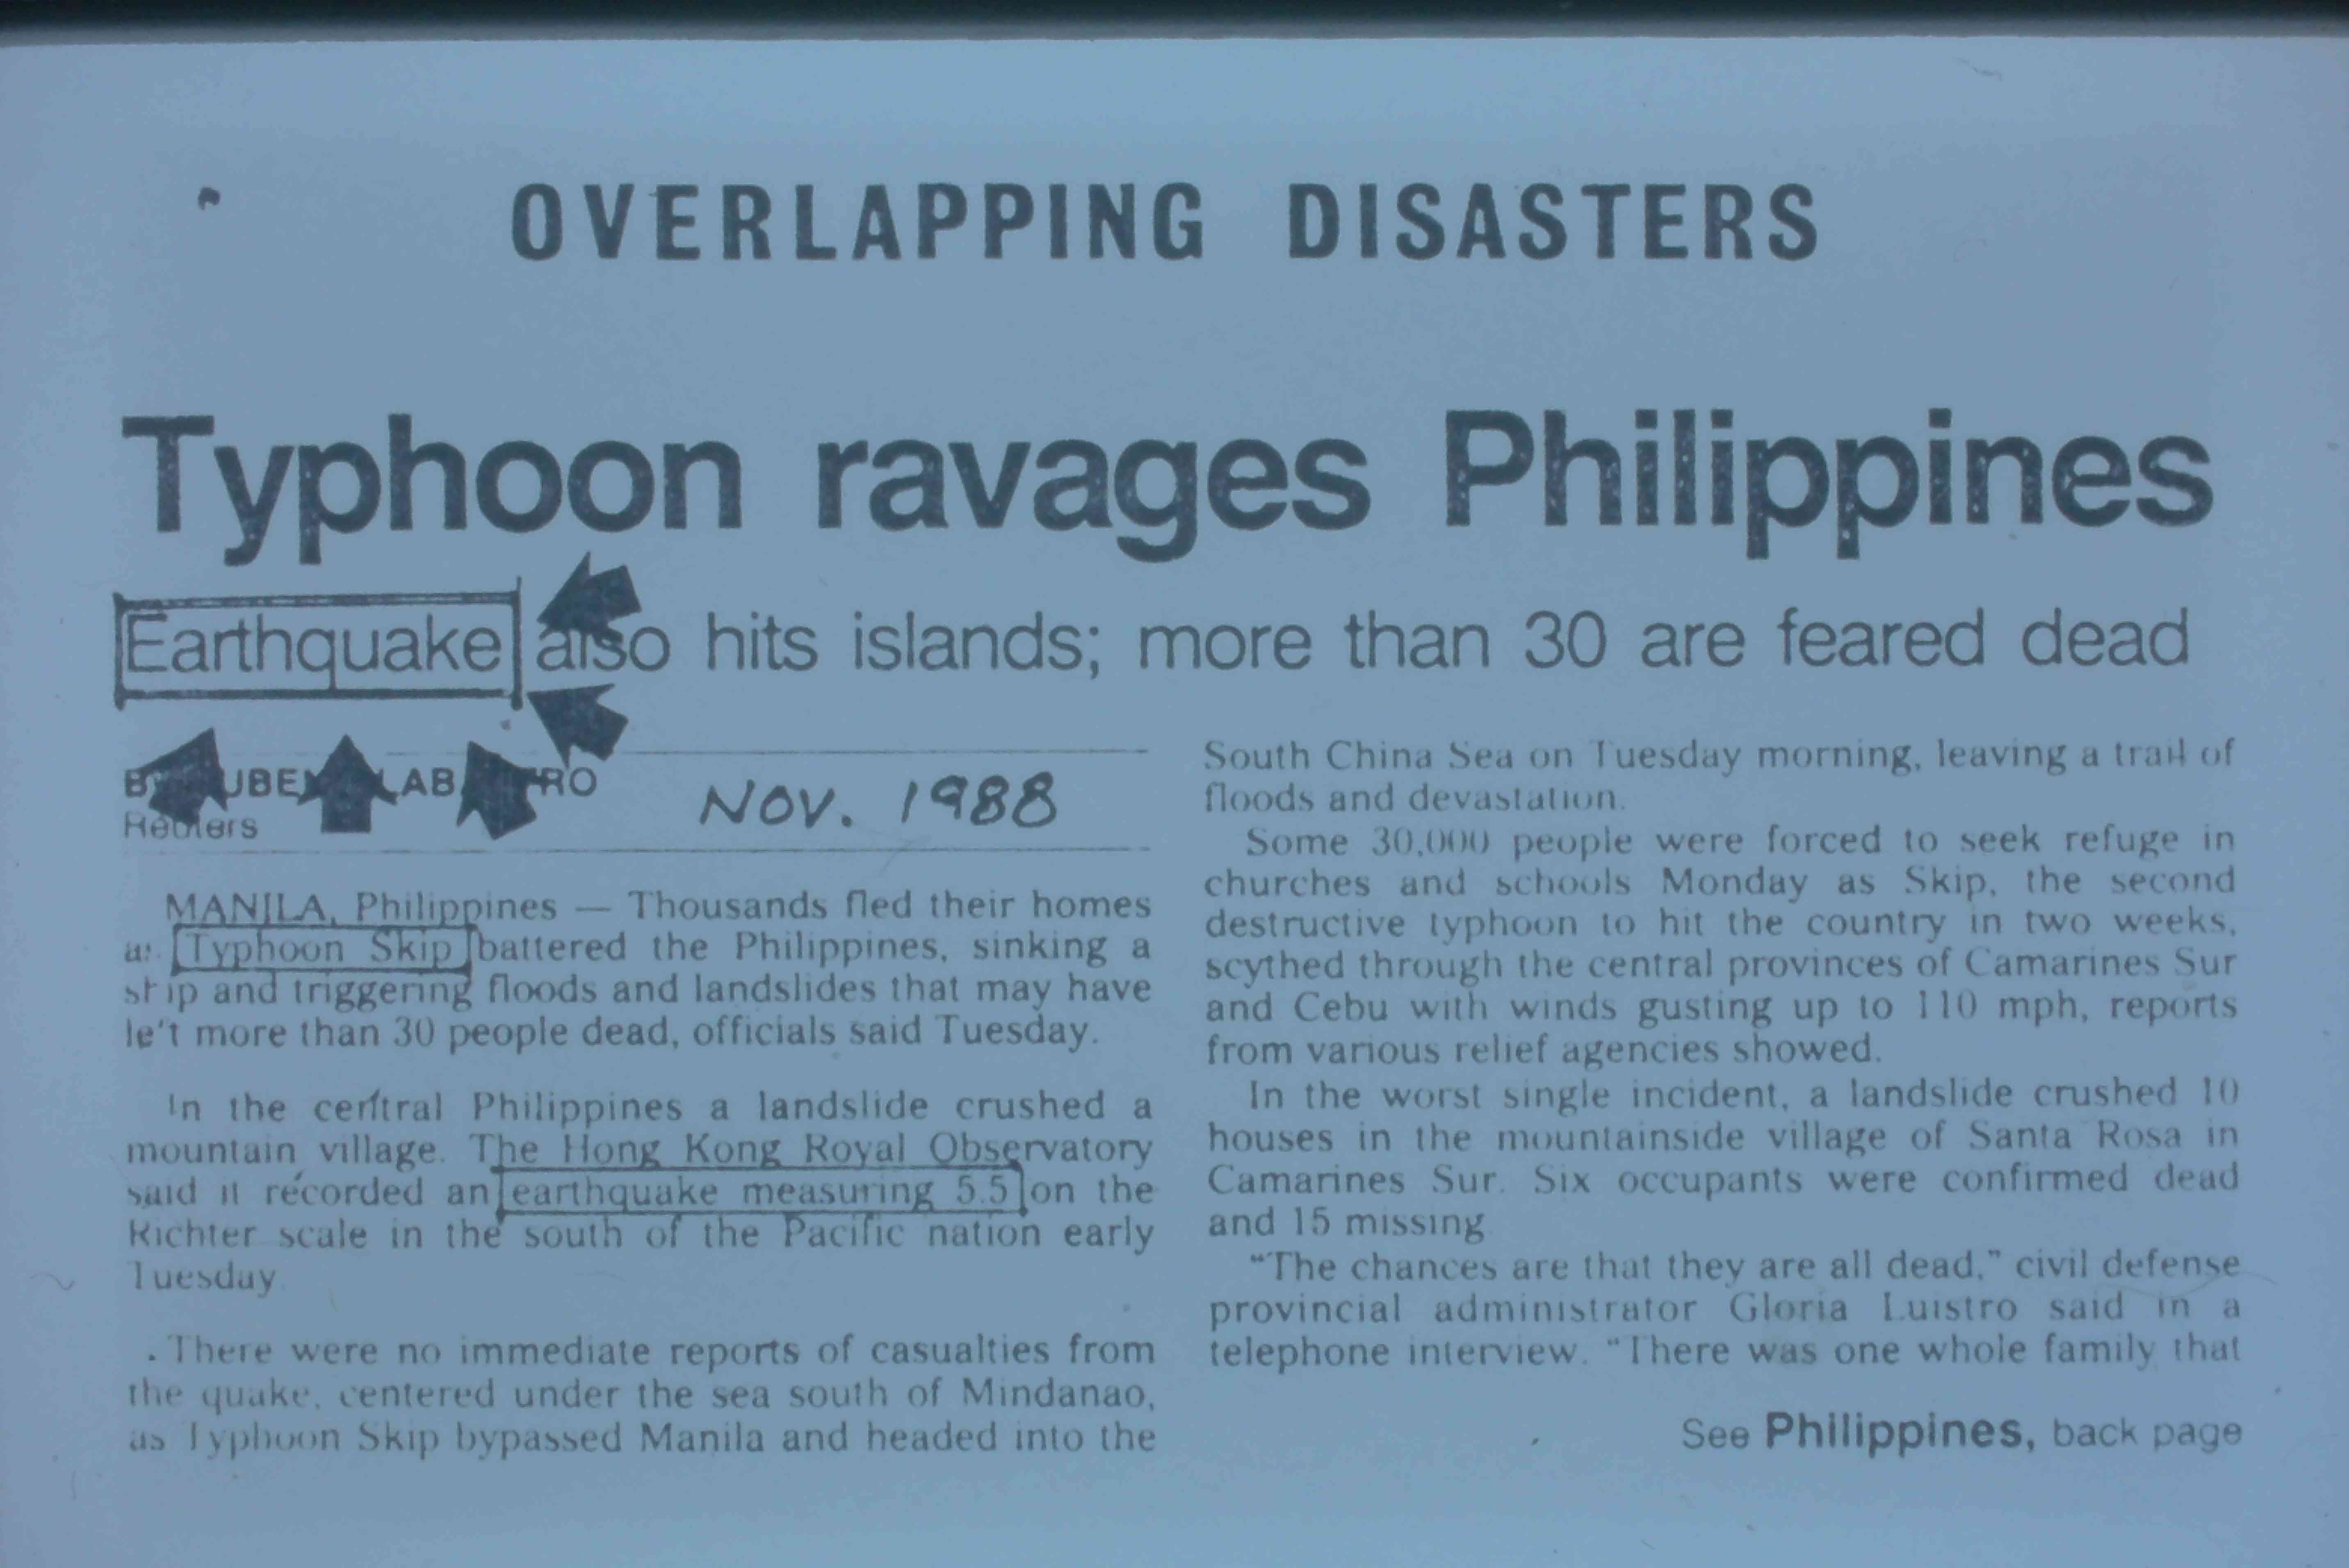 OVERLAPPING DISASTERS
Typhoon ravages Philippines
Earthquake also hits islands; more than 30 are feared dead
Reuters
NOV. 1988
MANILA, Philippines — Thousands fled their homes
as Typhoon Skip battered the Philippines, sinking a
ship and triggering floods and landslides that may have
le't more than 30 people dead, officials said Tuesday.
In the central Philippines a landslide crushed a
mountain village. The Hong Kong Royal Observatory
said it recorded an earthquake measuring 5.5 on the
Richter scale in the south of the Pacific nation early
Tuesday
There were no immediate reports of casualties from
the quake, centered under the sea south of Mindanao,
as Typhoon Skip bypassed Manila and headed into the
South China Sea on Tuesday morning, leaving a trail of
floods and devastation.
Some 30,000 people were forced to seek refuge in
churches and schools Monday as Skip, the second
destructive typhoon to hit the country in two weeks,
scythed through the central provinces of Camarines Sur
and Cebu with winds gusting up to 110 mph, reports
from various relief agencies showed.
In the worst single incident, a landslide crushed 10
houses in the mountainside village of Santa Rosa in
Camarines Sur. Six occupants were confirmed dead
and 15 missing
"The chances are that they are all dead," civil defense
provincial administrator Gloria Luistro said in a
telephone interview. "There was one whole family that
See Philippines, back page